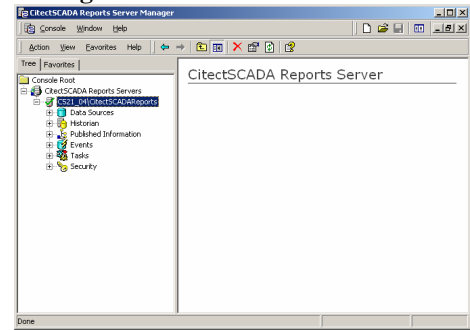 CitectSCADA Reports Server Manager
Console Window Help
Action View Favorites Help
Tree Favorites
Console Root
CitectSCADA Reports Servers
CS21_04\CitectSCADAReports
Data Sources
Historian
Published Information
Events
Tasks
Security
CitectSCADA Reports Server
Done